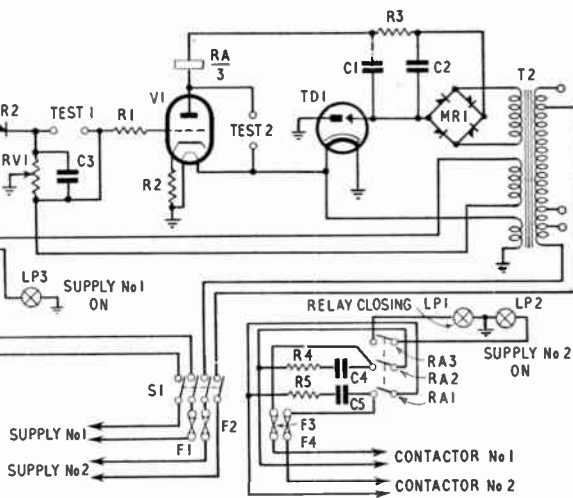 R3
RA
3
C1
C2
T2
R2
TEST 1
R1
V1
TD1
MR1
TEST 2
RV1
C3
R2
LP3
SUPPLY No1
ON
RELAY CLOSING
LP1
LP2
R4
C4
RA3
SUPPLY No 2
ON
RA2
R5
C5
RA1
S1
F2
F3
F4
SUPPLY No1
F1
SUPPLY No2
CONTACTOR No1
CONTACTOR No 2